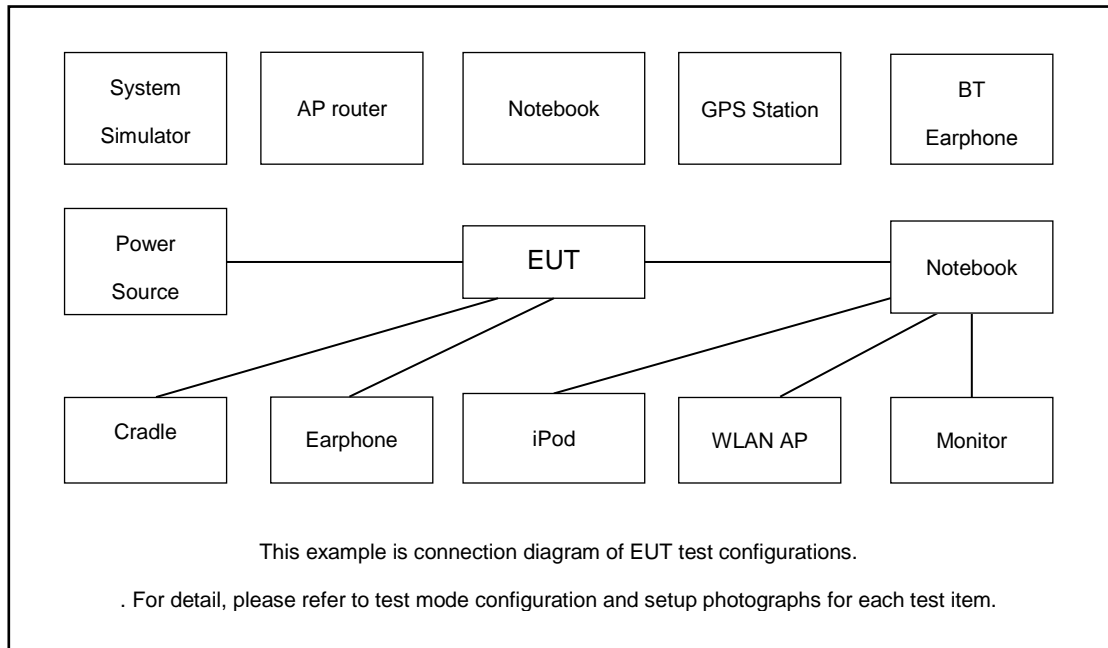 System
Simulator
AP router
Notebook
GPS Station
BT
Earphone
Power
Source
EUT
Notebook
Cradle
Earphone
iPod
WLAN AP
Monitor
This example is connection diagram of EUT test configurations.
. For detail, please refer to test mode configuration and setup photographs for each test item.